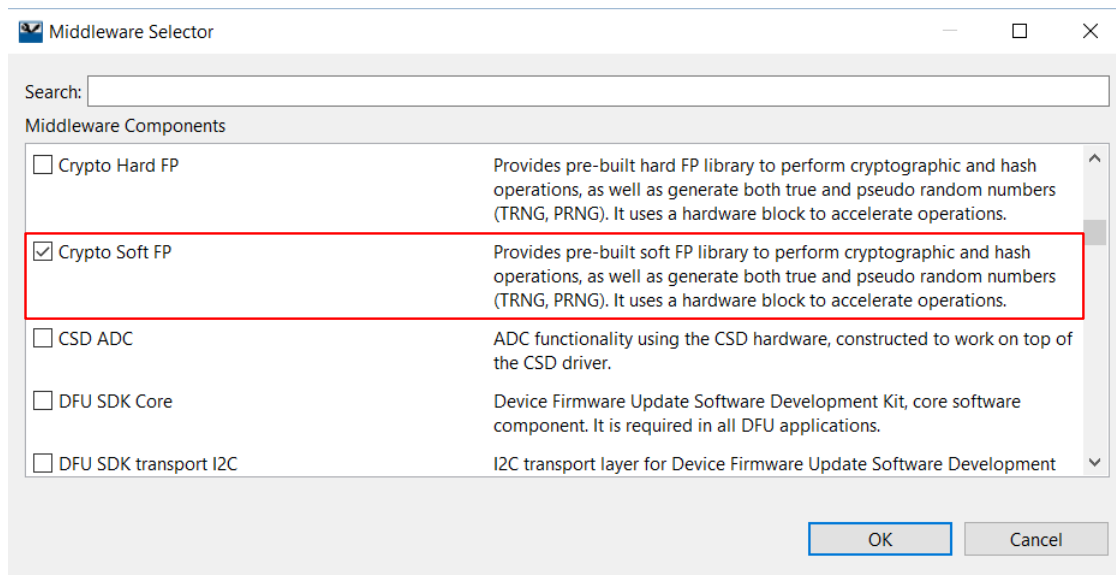 Middleware Selector
Search:
Middleware Components
Crypto Hard FP
Provides pre-built hard FP library to perform cryptographic and hash
operations, as well as generate both true and pseudo random numbers
(TRNG, PRNG). It uses a hardware block to accelerate operations.
Crypto Soft FP
Provides pre-built soft FP library to perform cryptographic and hash
operations, as well as generate both true and pseudo random numbers
(TRNG, PRNG). It uses a hardware block to accelerate operations.
CSD ADC
ADC functionality using the CSD hardware, constructed to work on top of
the CSD driver.
DFU SDK Core
Device Firmware Update Software Development Kit, core software
component. It is required in all DFU applications.
DFU SDK transport I2C
I2C transport layer for Device Firmware Update Software Development
OK
Cancel